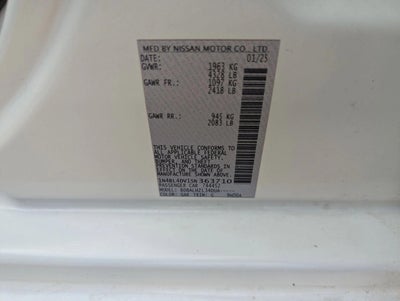 MFD BY NISSAN MOTOR CO., LTD.
DATE: 01/25
GVWR: 1963 KG
4328 LB
GAWR FR.: 1097 KG
2418 LB
GAWR RR.: 945 KG
2083 LB
THIS VEHICLE CONFORMS TO
ALL APPLICABLE FEDERAL
MOTOR VEHICLE SAFETY,
BUMPER, AND THEFT
PREVENTION STANDARDS
IN EFFECT ON THE DATE OF
MANUFACTURE SHOWN ABOVE.
363710
PASSENGER CAR
MODEL:
COLOR: TRIM: G